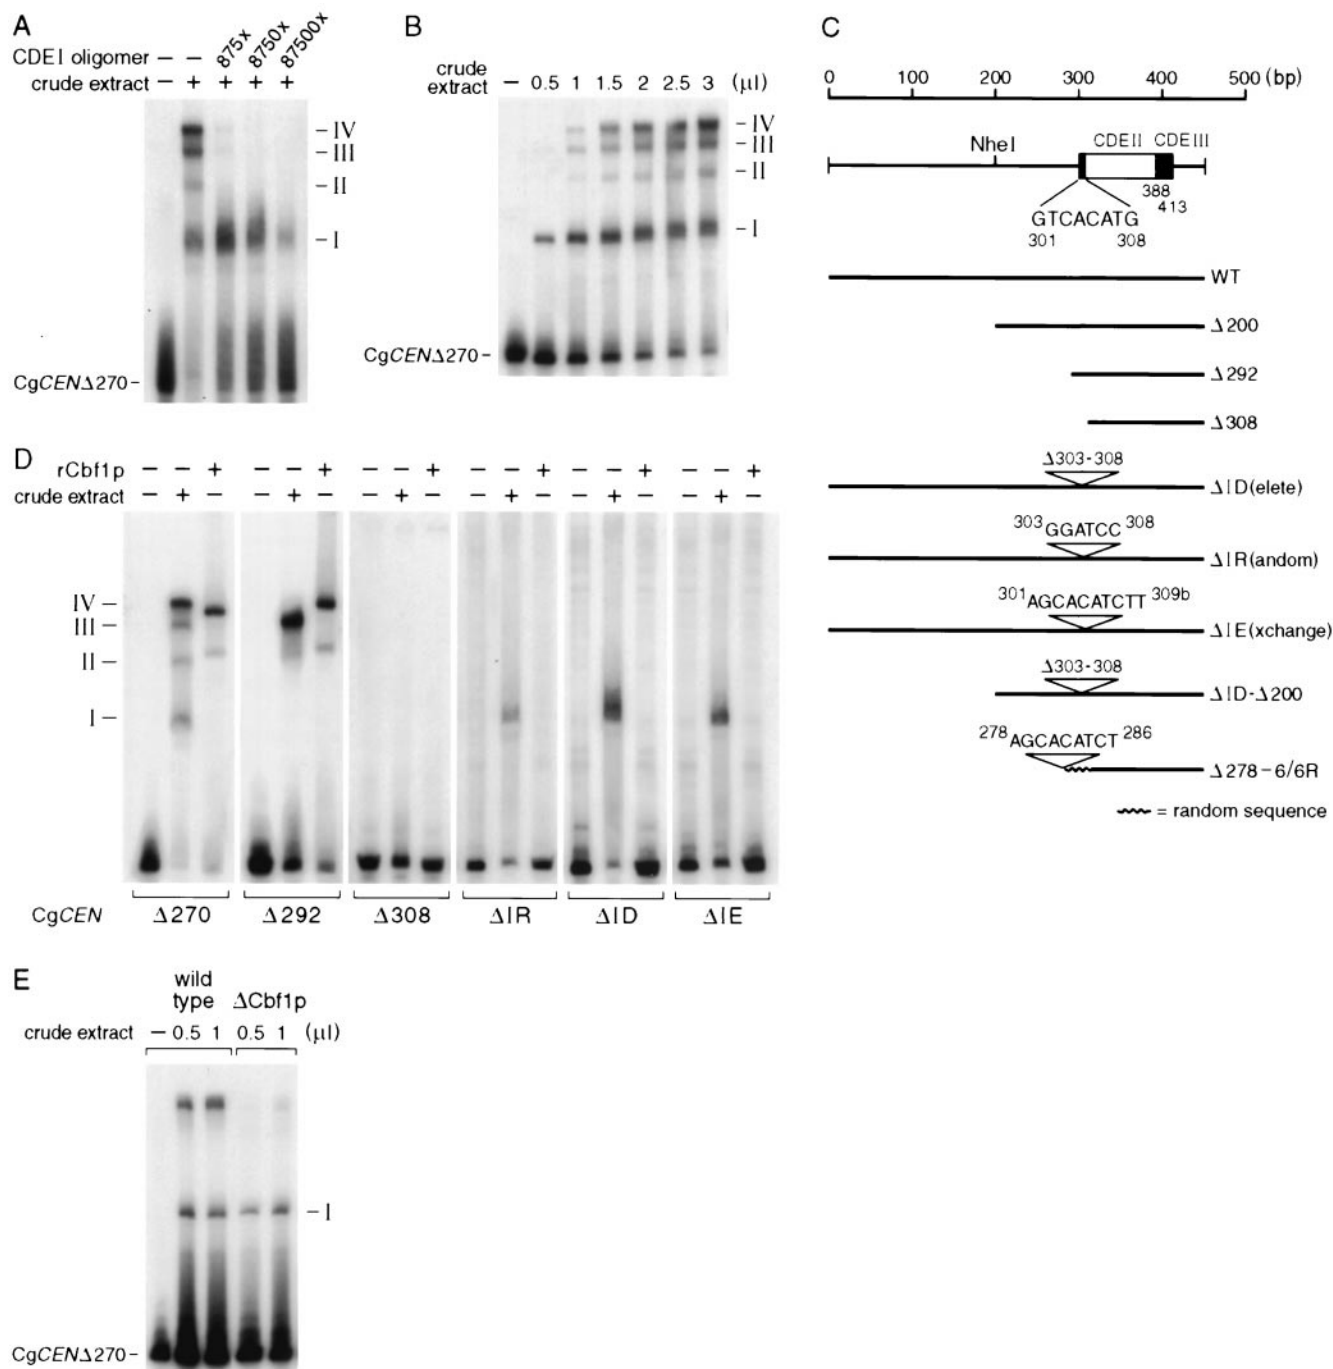 A
CDEI oligomer – – 875x 8750x 87500x
crude extract – + + + +
– IV
– III
– II
– I
CgCENΔ270 –
B
crude extract – 0.5 1 1.5 2 2.5 3 (μl)
– IV
– III
– II
– I
CgCENΔ270 –
C
0 100 200 300 400 500 (bp)
NheI CDEII CDEIII
388
413
GTCACATG
301 308
WT
Δ200
Δ292
Δ308
Δ303-308
ΔID(elete)
303 GGATCC 308
ΔIR(andom)
301 AGCACATCTT 309b
ΔIE(xchange)
Δ303-308
ΔID-Δ200
278 AGCACATCT 286
Δ278-6/6R
= random sequence
D
rCbf1p – – + – – + – – + – – + – – + – – +
crude extract – + – – + – – + – – + – – + – – + –
IV –
III –
II –
I –
CgCEN Δ270 Δ292 Δ308 ΔIR ΔID ΔIE
E
wild type ΔCbf1p
crude extract – 0.5 1 0.5 1 (μl)
– I
CgCENΔ270 –